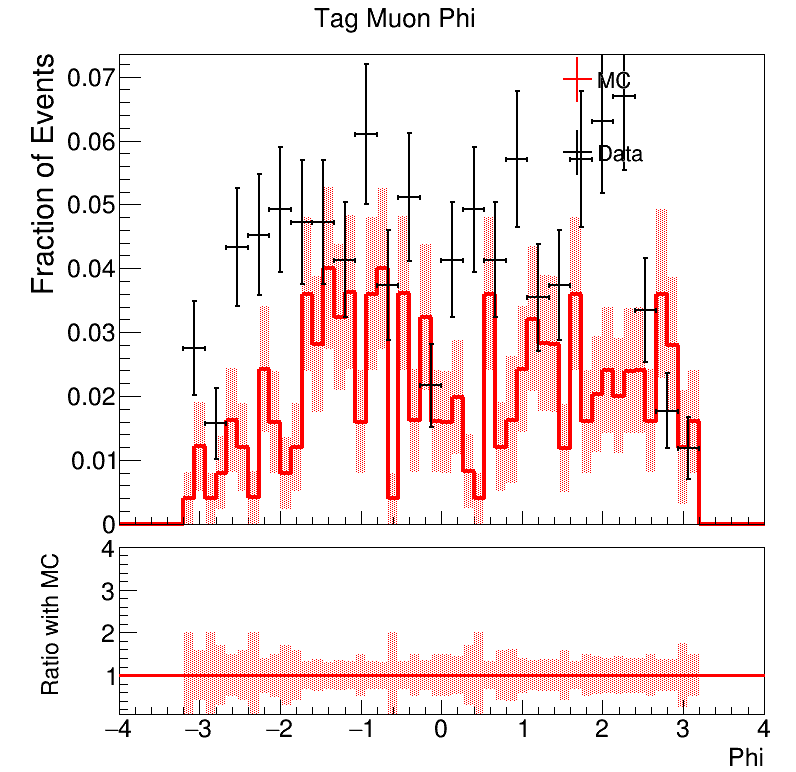 Tag Muon Phi
Fraction of Events
0.07
0.06
0.05
0.04
0.03
0.02
0.01
0
MC
Data
Ratio with MC
4
3
2
1
−4 −3 −2 −1 0 1 2 3 4
Phi